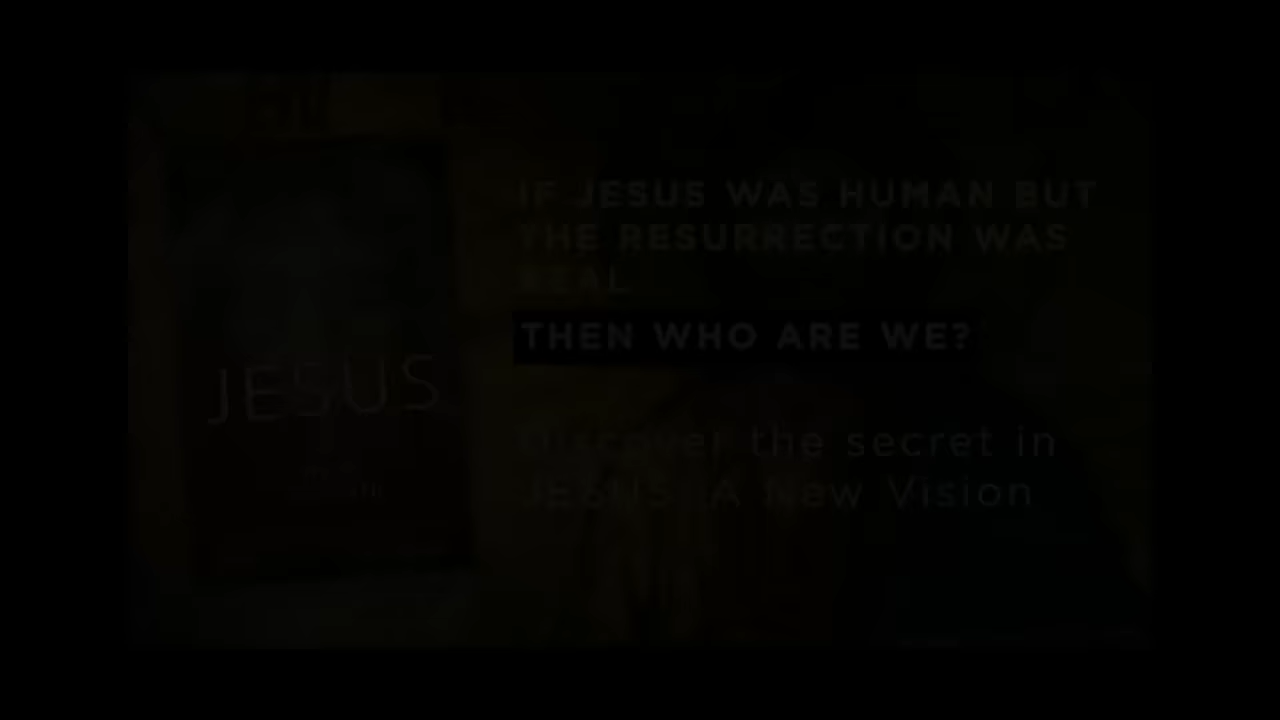 JESUS
IF JESUS WAS HUMAN BUT
THE RESURRECTION WAS
REAL
THEN WHO ARE WE?
Discover the secret in
JESUS: A New Vision